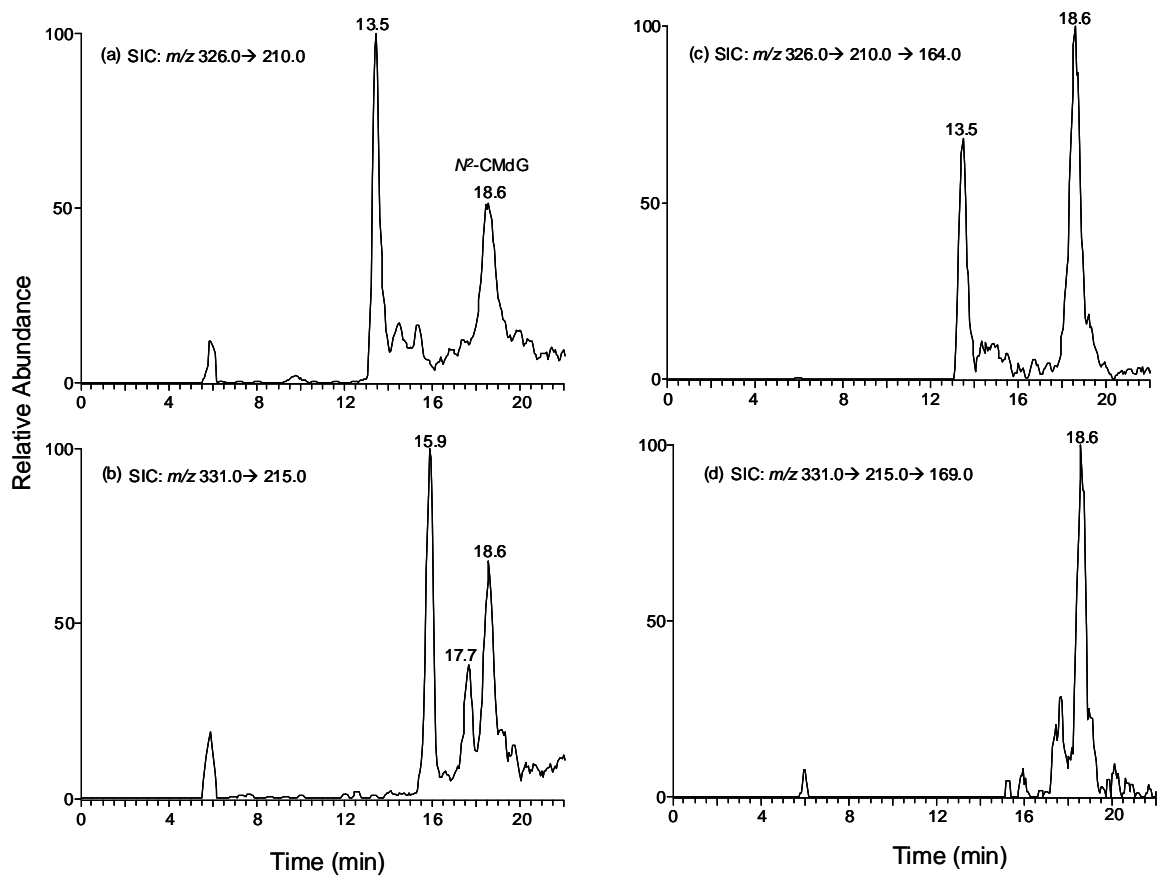 Relative Abundance
(a) SIC: m/z 326.0→ 210.0
100
50
0
13.5
N²-CMdG
18.6
0 4 8 12 16 20
(b) SIC: m/z 331.0→ 215.0
100
50
0
15.9
17.7
18.6
0 4 8 12 16 20
Time (min)
(c) SIC: m/z 326.0→ 210.0 → 164.0
100
50
0
13.5
18.6
0 4 8 12 16 20
(d) SIC: m/z 331.0→ 215.0→ 169.0
100
50
0
18.6
0 4 8 12 16 20
Time (min)